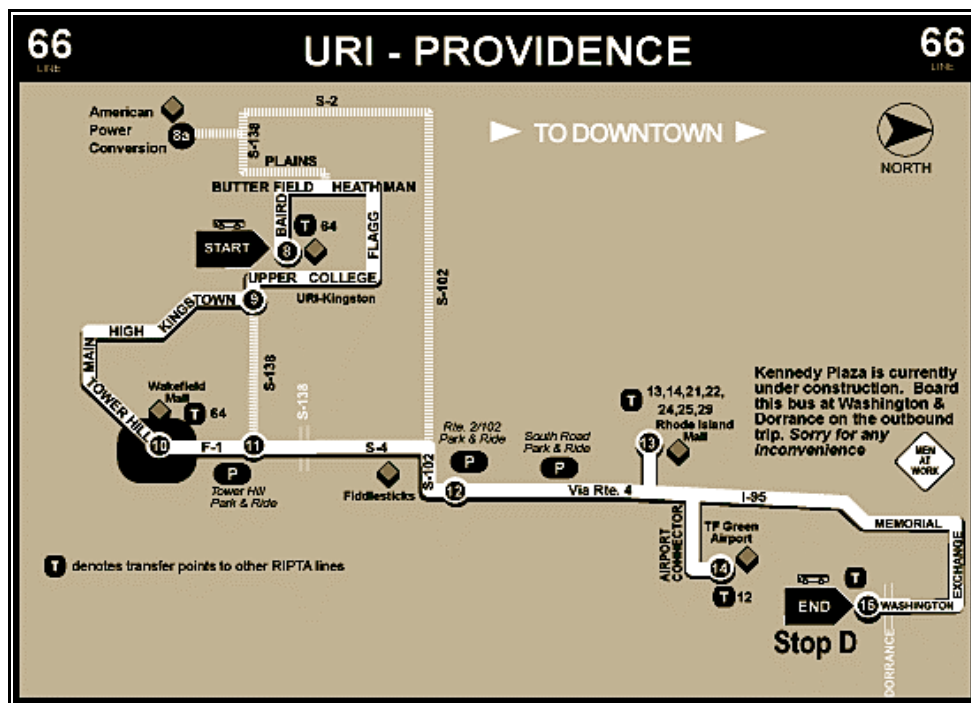 66
LINE
URI - PROVIDENCE
66
LINE
American
Power
Conversion
8a
S-138
S-2
TO DOWNTOWN
NORTH
PLAINS
BUTTERFIELD
HEATHMAN
BAIRD
T 64
FLAGG
START
8
UPPER COLLEGE
URI-Kingston
S-102
KINGSTOWN
9
HIGH
MAIN
TOWER HILL
S-138
S-138
Wakefield
Mall
T 64
10
F-1
11
S-4
P
Tower Hill
Park & Ride
Fiddlesticks
S-102
Rte. 2/102
Park & Ride
P
12
South Road
Park & Ride
P
Via Rte. 4
T
13,14,21,22,
24,25,29
Rhode Island
Mall
13
Kennedy Plaza is currently
under construction. Board
this bus at Washington &
Dorrance on the outbound
trip. Sorry for any
inconvenience
MEN
AT
WORK
I-95
MEMORIAL
EXCHANGE
AIRPORT
CONNECTOR
TF Green
Airport
14
T 12
T
END
15
WASHINGTON
Stop D
DORRANCE
T denotes transfer points to other RIPTA lines